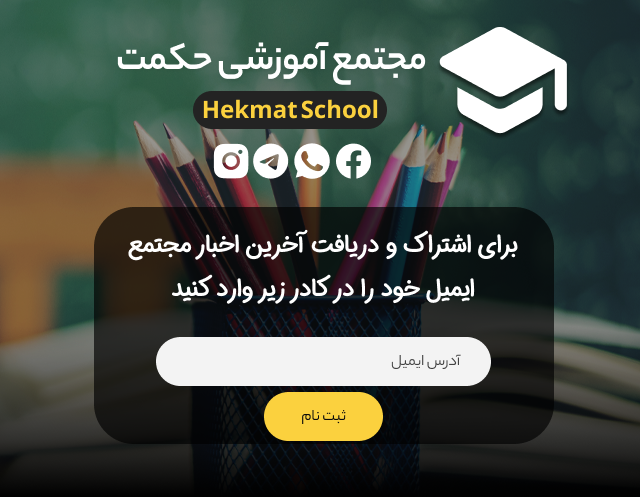 مجتمع آموزشی حکمت
Hekmat School
برای اشتراک و دریافت آخرین اخبار مجتمع
ایمیل خود را در کادر زیر وارد کنید
آدرس ایمیل
ثبت نام